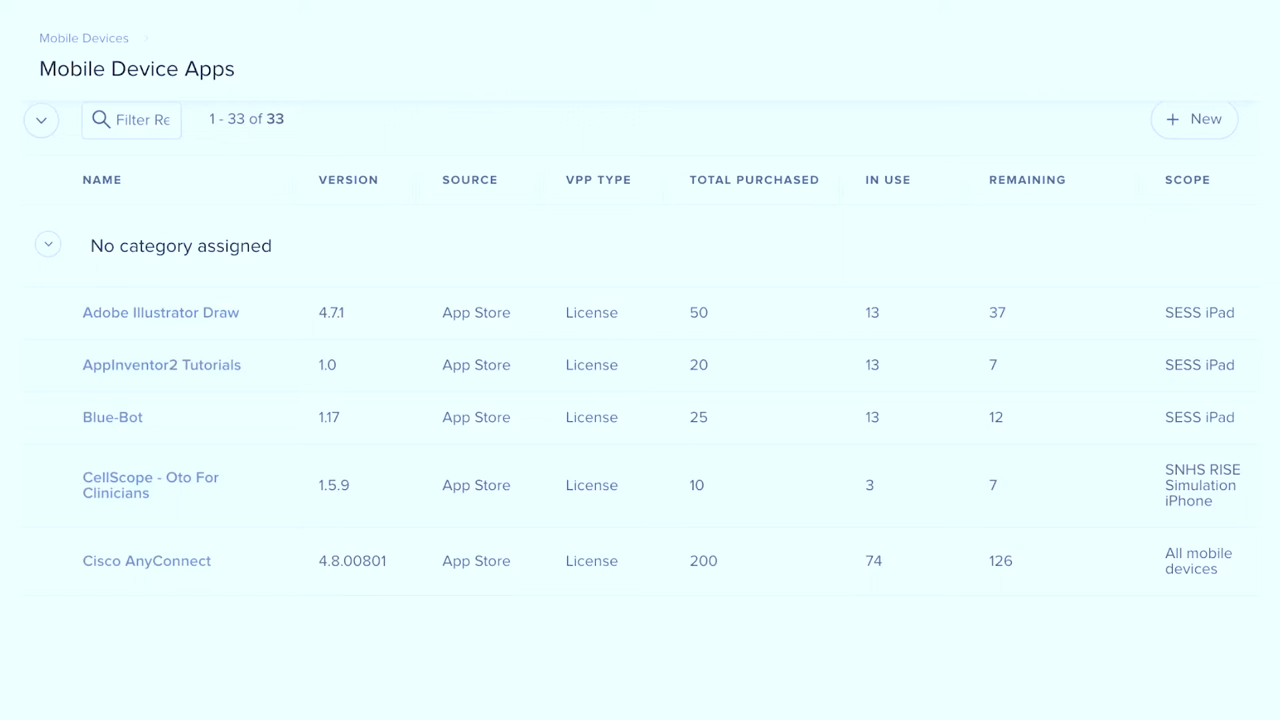 Mobile Devices
Mobile Device Apps
Filter Re 1 - 33 of 33 + New
NAME VERSION SOURCE VPP TYPE TOTAL PURCHASED IN USE REMAINING SCOPE
No category assigned
Adobe Illustrator Draw 4.7.1 App Store License 50 13 37 SESS iPad
AppInventor2 Tutorials 1.0 App Store License 20 13 7 SESS iPad
Blue-Bot 1.17 App Store License 25 13 12 SESS iPad
CellScope - Oto For
Clinicians 1.5.9 App Store License 10 3 7 SNHS RISE
Simulation
iPhone
Cisco AnyConnect 4.8.00801 App Store License 200 74 126 All mobile
devices